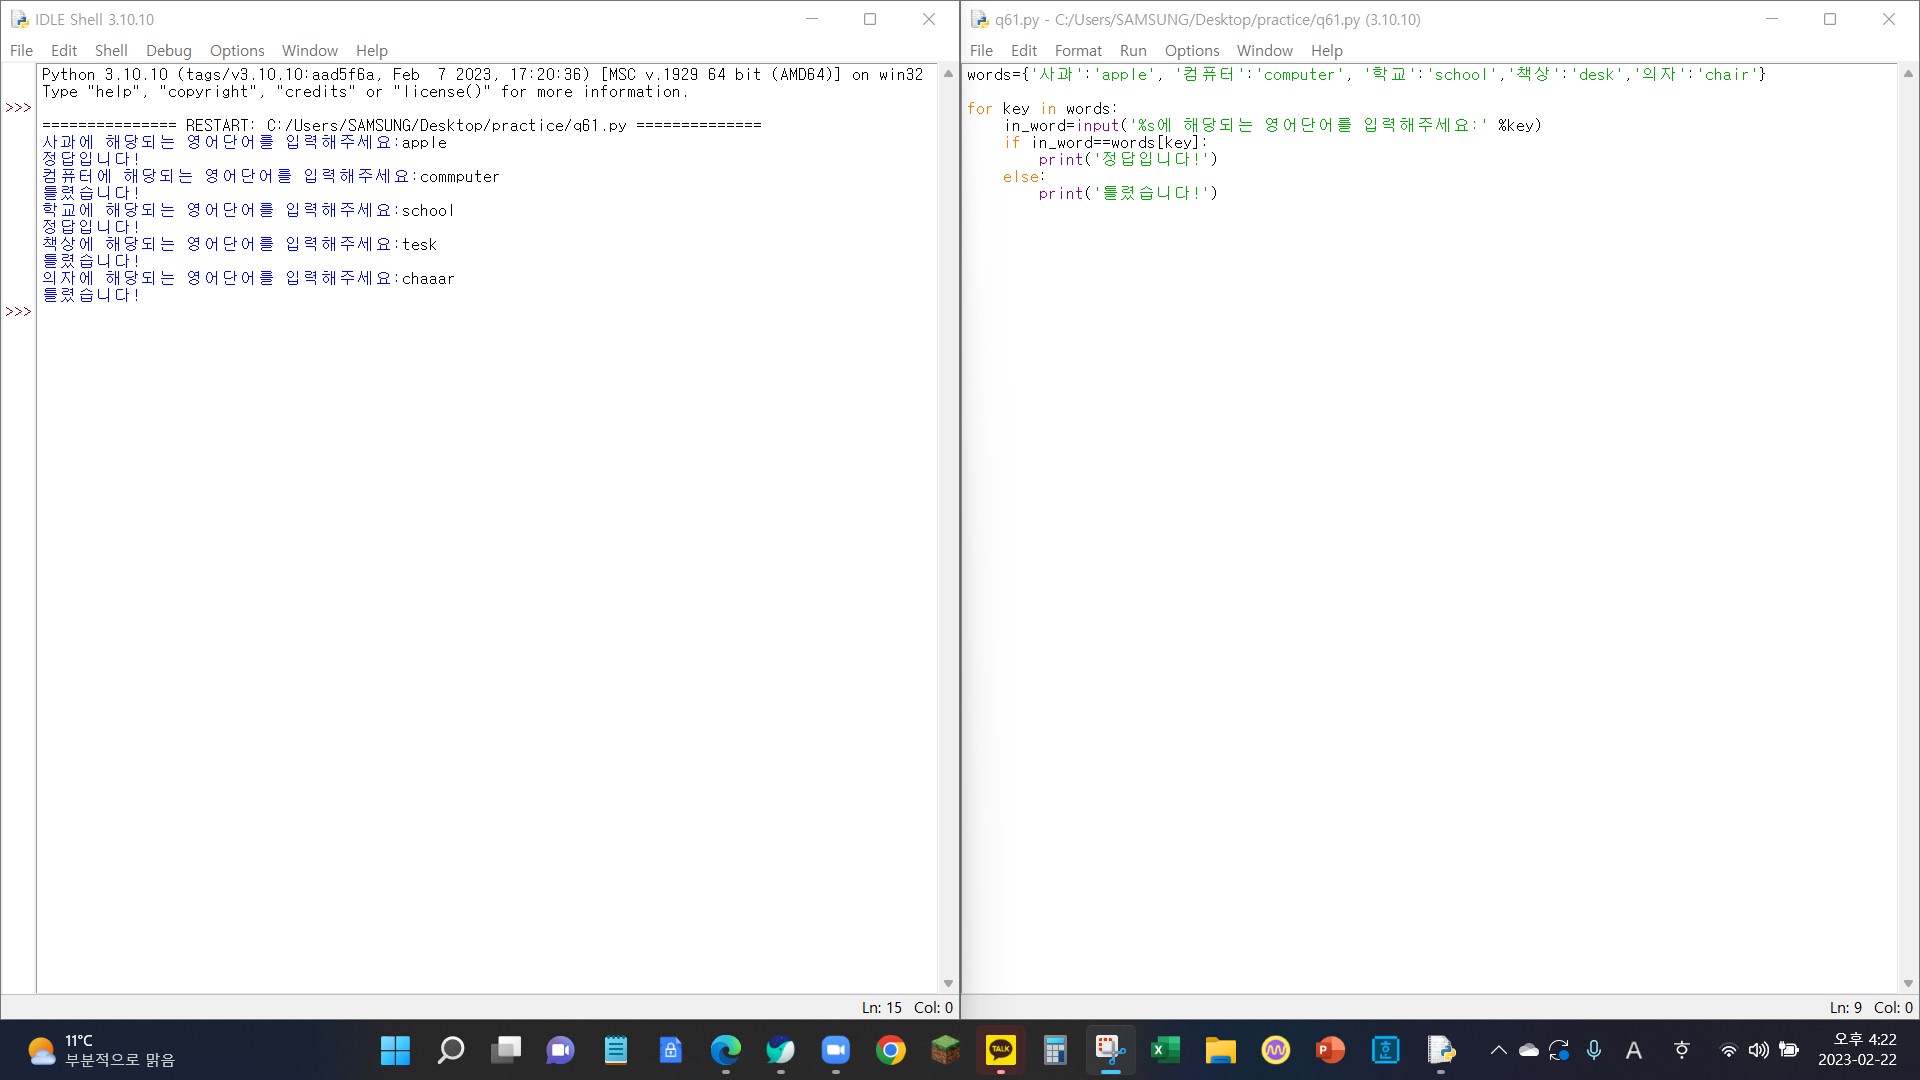 IDLE Shell 3.10.10
File Edit Shell Debug Options Window Help
Python 3.10.10 (tags/v3.10.10:aad5f6a, Feb  7 2023, 17:20:36) [MSC v.1929 64 bit (AMD64)] on win32
Type "help", "copyright", "credits" or "license()" for more information.
>>>
=============== RESTART: C:/Users/SAMSUNG/Desktop/practice/q61.py ==============
사과에 해당되는 영어단어를 입력해주세요:apple
정답입니다!
컴퓨터에 해당되는 영어단어를 입력해주세요:commputer
틀렸습니다!
학교에 해당되는 영어단어를 입력해주세요:school
정답입니다!
책상에 해당되는 영어단어를 입력해주세요:tesk
틀렸습니다!
의자에 해당되는 영어단어를 입력해주세요:chaaar
틀렸습니다!
>>>
Ln: 15 Col: 0
q61.py - C:/Users/SAMSUNG/Desktop/practice/q61.py (3.10.10)
File Edit Format Run Options Window Help
words={'사과':'apple', '컴퓨터':'computer', '학교':'school','책상':'desk','의자':'chair'}
for key in words:
    in_word=input('%s에 해당되는 영어단어를 입력해주세요:' %key)
    if in_word==words[key]:
        print('정답입니다!')
    else:
        print('틀렸습니다!')
Ln: 9 Col: 0
11°C
부분적으로 맑음
TALK
A
오후 4:22
2023-02-22